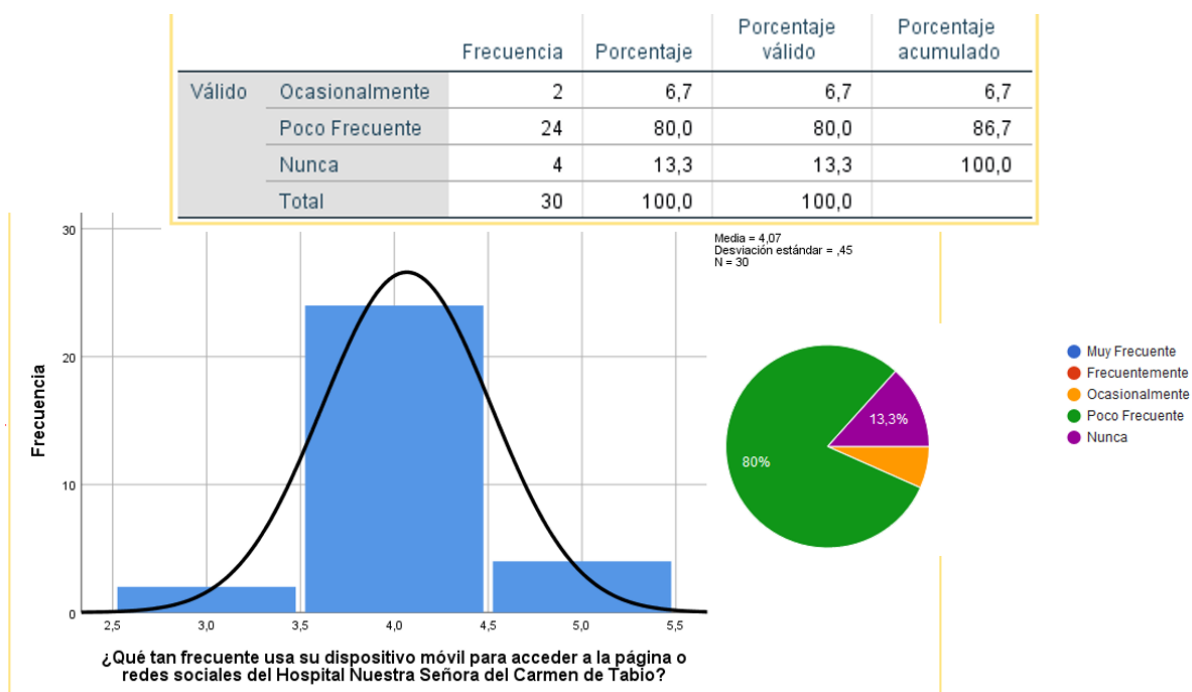 Frecuencia Porcentaje Porcentaje válido Porcentaje acumulado
Válido Ocasionalmente 2 6,7 6,7 6,7
Poco Frecuente 24 80,0 80,0 86,7
Nunca 4 13,3 13,3 100,0
Total 30 100,0 100,0
Media = 4,07
Desviación estándar = ,45
N = 30
Frecuencia
30
20
10
0
2,5 3,0 3,5 4,0 4,5 5,0 5,5
¿Qué tan frecuente usa su dispositivo móvil para acceder a la página o
redes sociales del Hospital Nuestra Señora del Carmen de Tabio?
13,3%
80%
Muy Frecuente
Frecuentemente
Ocasionalmente
Poco Frecuente
Nunca